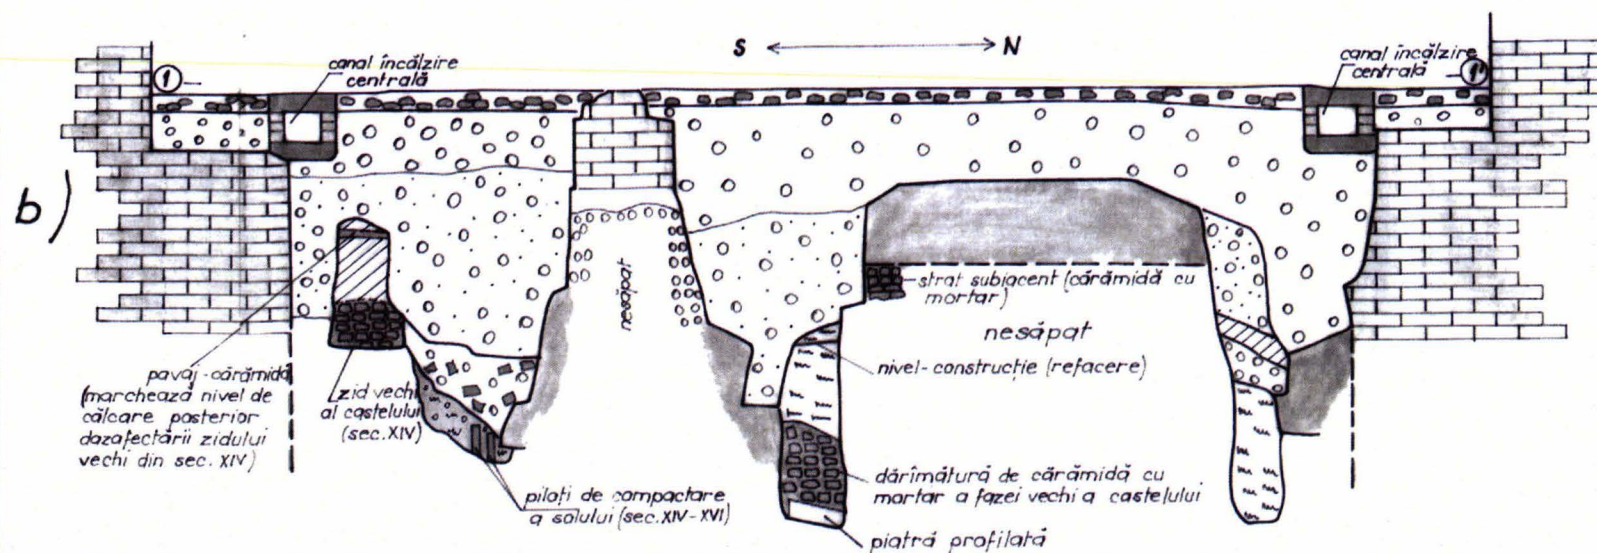 S ↔ N
1
canal încălzire
centrală
canal încălzire
centrală
1'
b)
nesăpat
strat subiacent (cărămidă cu
mortar)
nesăpat
nivel-construcție (refacere)
pavaj-cărămidă
(marchează nivel de
călcare posterior
dazafectării zidului
vechi din sec. XIV)
zid vechi
al castelului
(sec. XIV)
piloți de compactare
a solului (sec. XIV-XVI)
dărîmătură de cărămidă cu
mortar a fazei vechi a castelului
piatră profilată